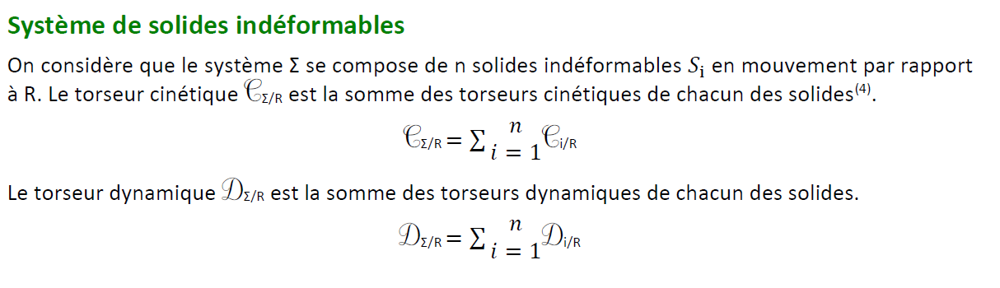 Système de solides indéformables
On considère que le système Σ se compose de n solides indéformables Sᵢ en mouvement par rapport
à R. Le torseur cinétique 𝒞Σ/R est la somme des torseurs cinétiques de chacun des solides⁽⁴⁾.
𝒞Σ/R = ∑ i = 1 n 𝒞i/R
Le torseur dynamique 𝒟Σ/R est la somme des torseurs dynamiques de chacun des solides.
𝒟Σ/R = ∑ i = 1 n 𝒟i/R